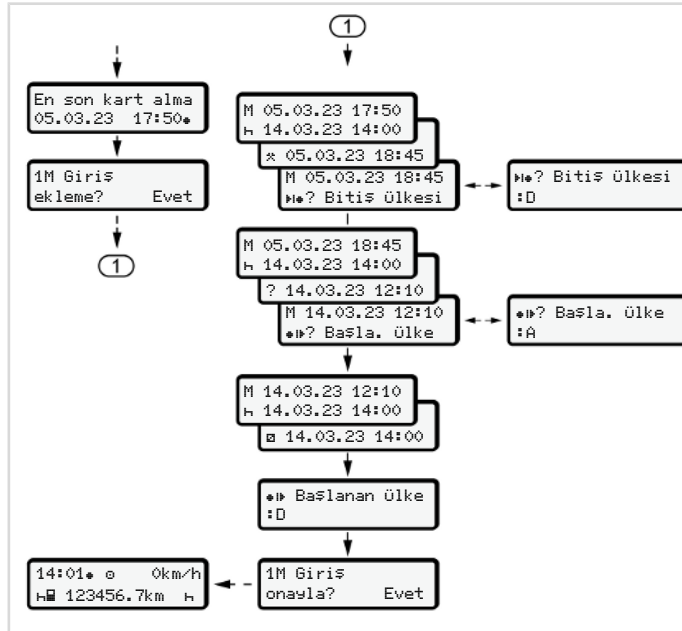 1
En son kart alma
05.03.23 17:50
1M Giriş
ekleme? Evet
1
M 05.03.23 17:50
14.03.23 14:00
05.03.23 18:45
M 05.03.23 18:45
? Bitiş ülkesi
? Bitiş ülkesi
:D
M 05.03.23 18:45
14.03.23 14:00
? 14.03.23 12:10
M 14.03.23 12:10
? Başla. ülke
? Başla. ülke
:A
M 14.03.23 12:10
14.03.23 14:00
14.03.23 14:00
Başlanan ülke
:D
1M Giriş
onayla? Evet
14:01 0km/h
123456.7km